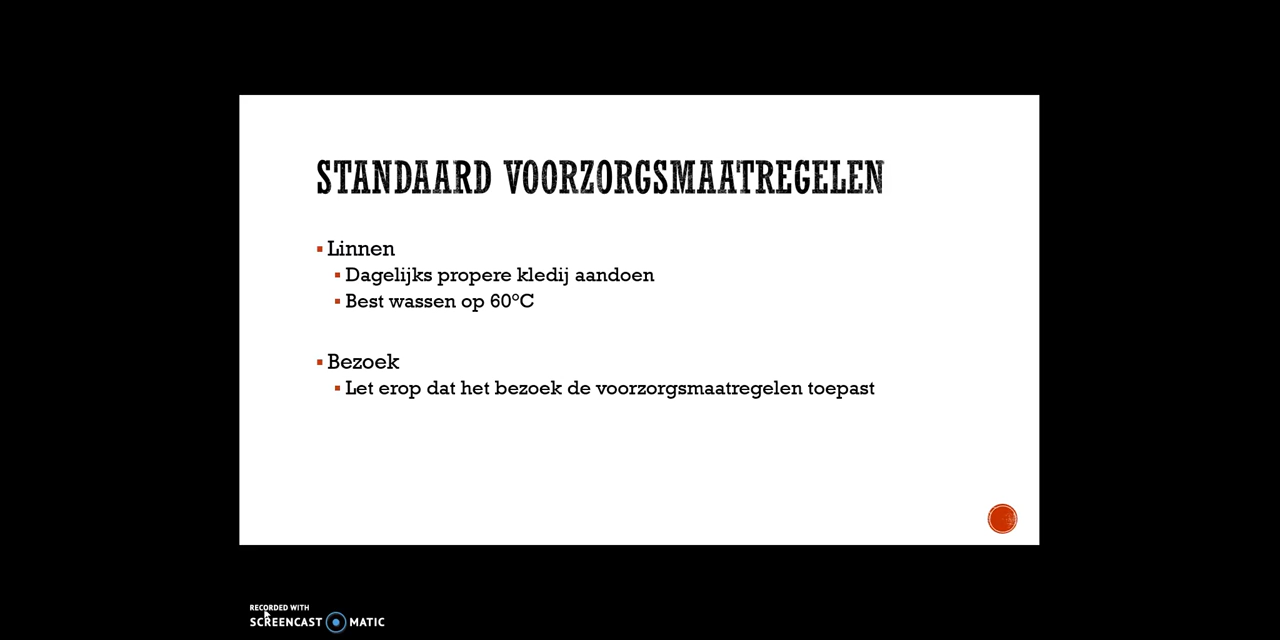 STANDAARD VOORZORGSMAATREGELEN
Linnen
Dagelijks propere kledij aandoen
Best wassen op 60°C
Bezoek
Let erop dat het bezoek de voorzorgsmaatregelen toepast
RECORDED WITH
SCREENCAST MATIC